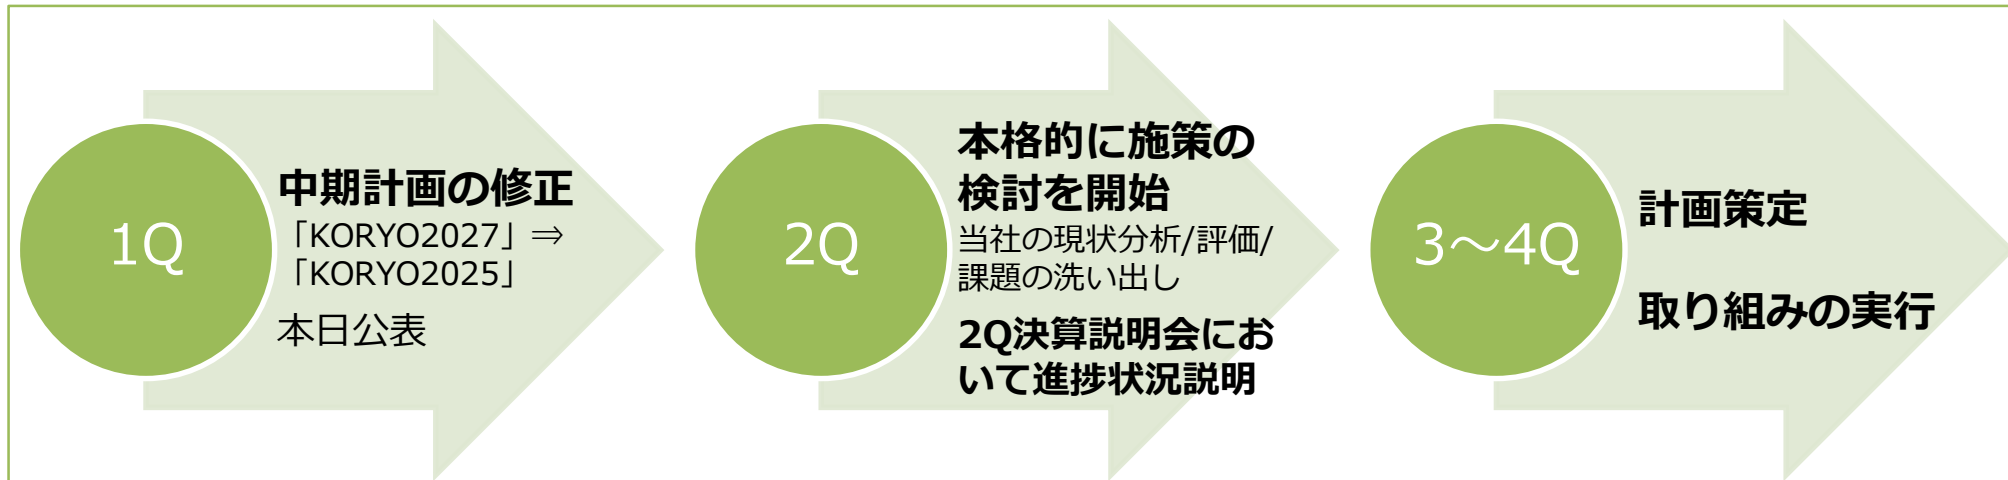 1Q
中期計画の修正
「KORYO2027」⇒
「KORYO2025」
本日公表
2Q
本格的に施策の
検討を開始
当社の現状分析/評価/
課題の洗い出し
2Q決算説明会にお
いて進捗状況説明
3～4Q
計画策定
取り組みの実行